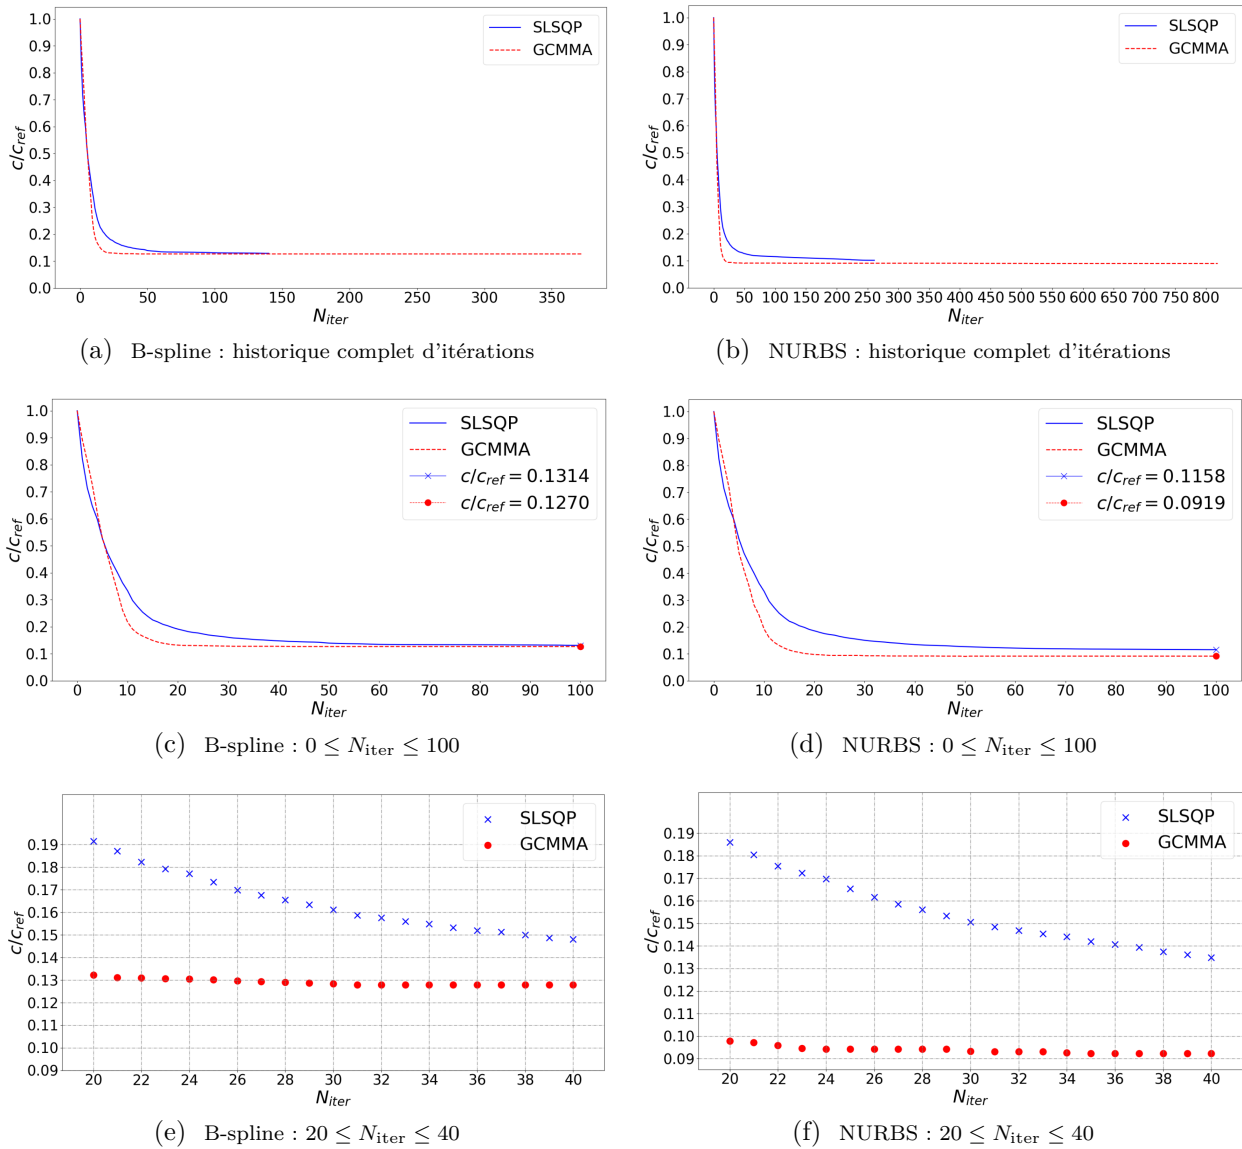 1.0
0.9
0.8
0.7
0.6
0.5
0.4
0.3
0.2
0.1
0.0
c/c_ref
SLSQP
GCMMA
0 50 100 150 200 250 300 350
N_iter
(a) B-spline : historique complet d'itérations
1.0
0.9
0.8
0.7
0.6
0.5
0.4
0.3
0.2
0.1
0.0
c/c_ref
SLSQP
GCMMA
0 50 100 150 200 250 300 350 400 450 500 550 600 650 700 750 800
N_iter
(b) NURBS : historique complet d'itérations
1.0
0.9
0.8
0.7
0.6
0.5
0.4
0.3
0.2
0.1
0.0
c/c_ref
SLSQP
GCMMA
c/c_ref = 0.1314
c/c_ref = 0.1270
0 10 20 30 40 50 60 70 80 90 100
N_iter
(c) B-spline : 0 ≤ N_iter ≤ 100
1.0
0.9
0.8
0.7
0.6
0.5
0.4
0.3
0.2
0.1
0.0
c/c_ref
SLSQP
GCMMA
c/c_ref = 0.1158
c/c_ref = 0.0919
0 10 20 30 40 50 60 70 80 90 100
N_iter
(d) NURBS : 0 ≤ N_iter ≤ 100
0.19
0.18
0.17
0.16
0.15
0.14
0.13
0.12
0.11
0.10
0.09
c/c_ref
SLSQP
GCMMA
20 22 24 26 28 30 32 34 36 38 40
N_iter
(e) B-spline : 20 ≤ N_iter ≤ 40
0.19
0.18
0.17
0.16
0.15
0.14
0.13
0.12
0.11
0.10
0.09
c/c_ref
SLSQP
GCMMA
20 22 24 26 28 30 32 34 36 38 40
N_iter
(f) NURBS : 20 ≤ N_iter ≤ 40